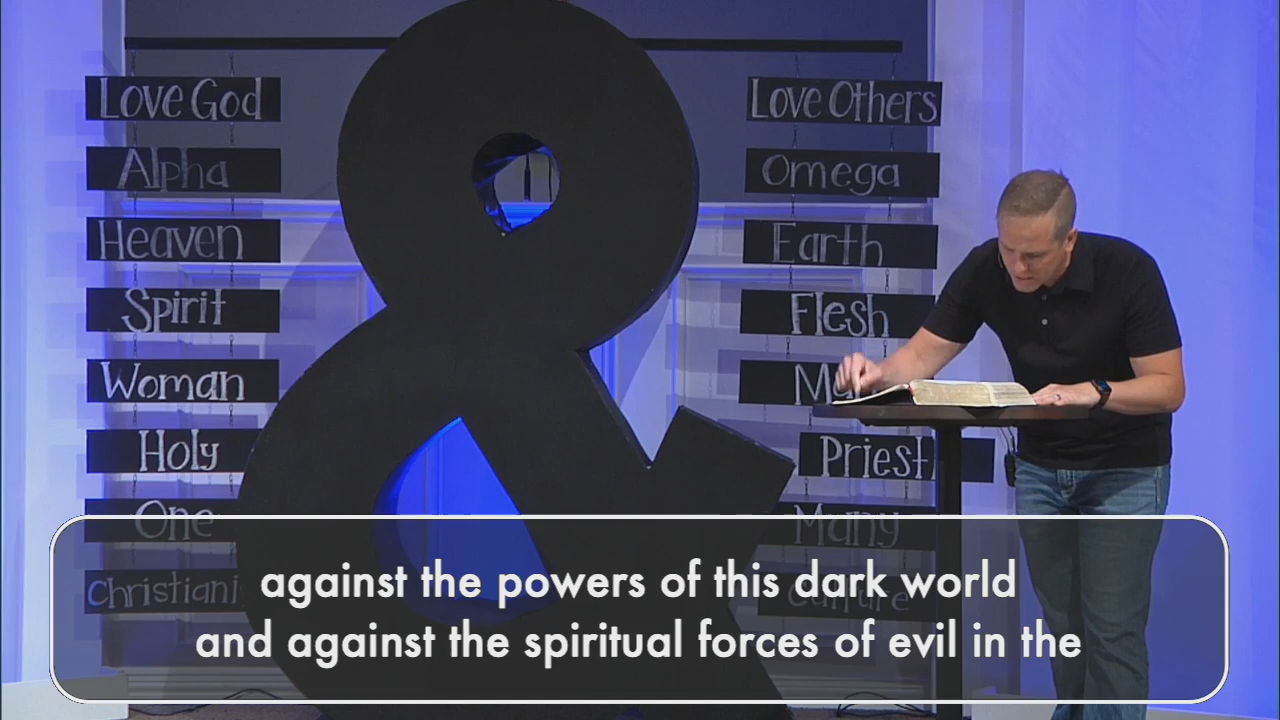 Love God
Love Others
Alpha
Omega
Heaven
Earth
Spirit
Flesh
Woman
Holy
Priest
One
Many
Culture
against the powers of this dark world
and against the spiritual forces of evil in the